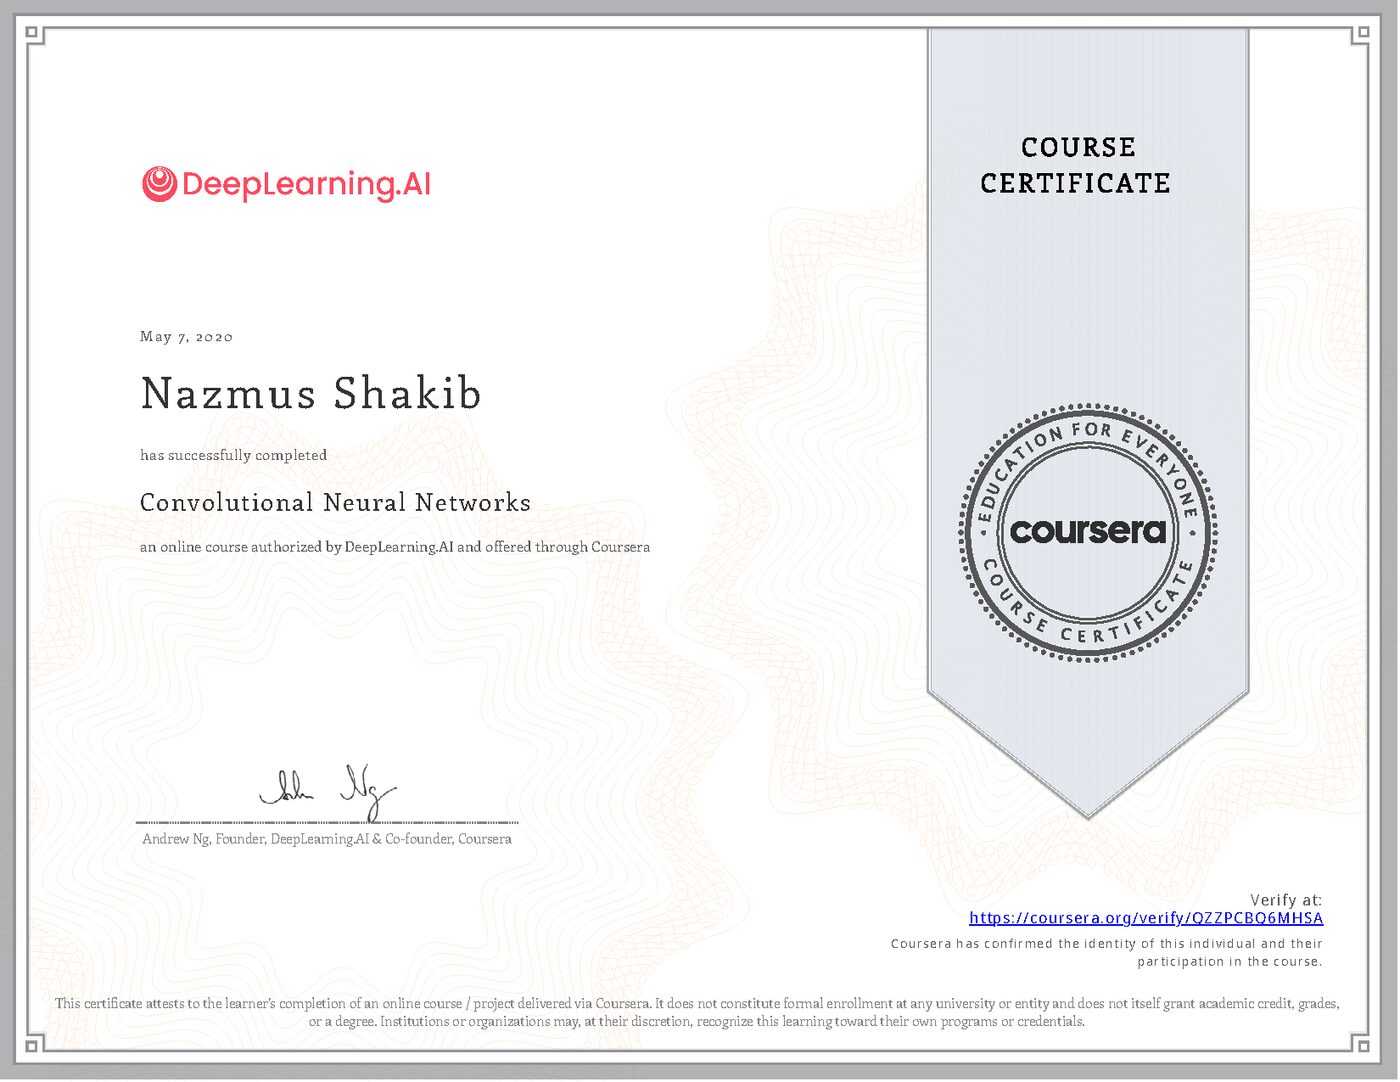 DeepLearning.AI
COURSE
CERTIFICATE
May 7, 2020
Nazmus Shakib
has successfully completed
Convolutional Neural Networks
an online course authorized by DeepLearning.AI and offered through Coursera
EDUCATION FOR EVERYONE
coursera
COURSE CERTIFICATE
Andrew Ng, Founder, DeepLearning.AI & Co-founder, Coursera
Verify at:
https://coursera.org/verify/QZZPCBQ6MHSA
Coursera has confirmed the identity of this individual and their
participation in the course.
This certificate attests to the learner's completion of an online course / project delivered via Coursera. It does not constitute formal enrollment at any university or entity and does not itself grant academic credit, grades,
or a degree. Institutions or organizations may, at their discretion, recognize this learning toward their own programs or credentials.